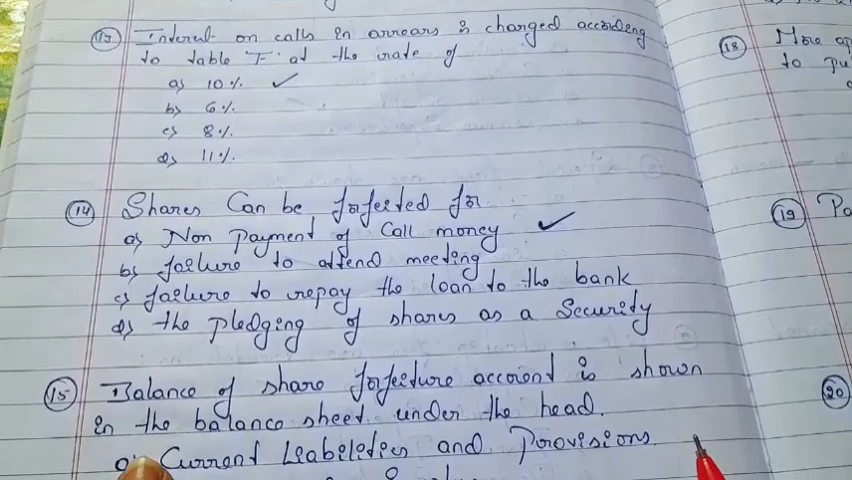 13 Interest on calls in arrears is charged according
to table 'F' at the rate of
a) 10%. ✓
b) 6%.
c) 8%.
d) 11%.
14 Shares Can be forfeited for
a) Non Payment of Call money ✓
b) failure to attend meeting
c) failure to repay the loan to the bank
d) the pledging of shares as a Security
15 Balance of share forfeiture account is shown
in the balance sheet under the head.
a) Current Liabilities and Provisions
18
to
19
20